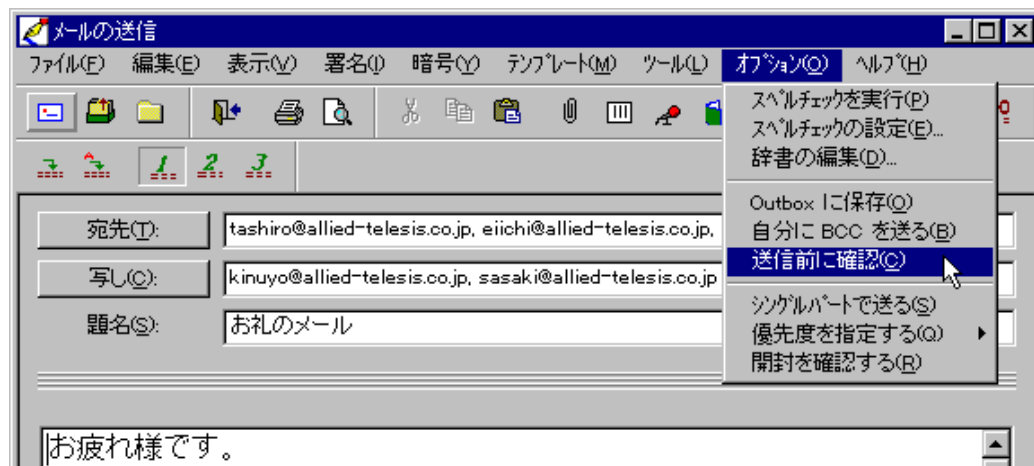 メールの送信
ファイル(F) 編集(E) 表示(V) 署名(I) 暗号(Y) テンプレート(M) ツール(L) オプション(O) ヘルプ(H)
スペルチェックを実行(P)
スペルチェックの設定(E)...
辞書の編集(D)...
Outbox に保存(O)
自分に BCC を送る(B)
送信前に確認(C)
シングルパートで送る(S)
優先度を指定する(Q)
開封を確認する(R)
1. 2. 3.
宛先(T): tashiro@allied-telesis.co.jp, eiichi@allied-telesis.co.jp,
写し(C): kinuyo@allied-telesis.co.jp, sasaki@allied-telesis.co.jp
題名(S): お礼のメール
お疲れ様です。